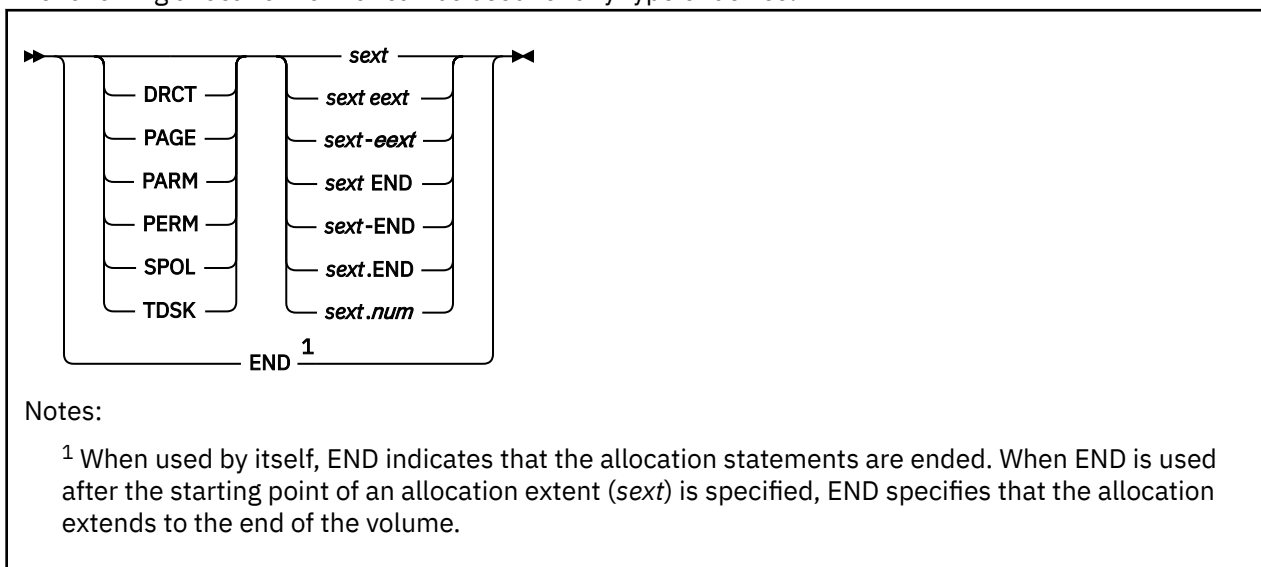 sext
DRCT sext eext
PAGE sext-eext
PARM sext END
PERM sext-END
SPOL sext.END
TDSK sext.num
END 1
Notes:
1 When used by itself, END indicates that the allocation statements are ended. When END is used
after the starting point of an allocation extent (sext) is specified, END specifies that the allocation
extends to the end of the volume.